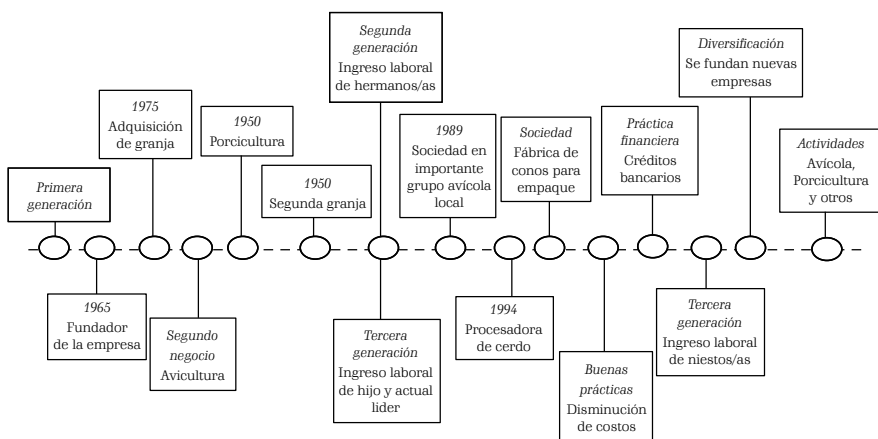 Primera
generación
1965
Fundador
de la empresa
1975
Adquisición
de granja
Segundo
negocio
Avicultura
1950
Porcicultura
1950
Segunda granja
Segunda
generación
Ingreso laboral
de hermanos/as
Tercera
generación
Ingreso laboral
de hijo y actual
lider
1989
Sociedad en
importante
grupo avícola
local
1994
Procesadora
de cerdo
Sociedad
Fábrica de
conos para
empaque
Buenas
prácticas
Disminución
de costos
Práctica
financiera
Créditos
bancarios
Tercera
generación
Ingreso laboral
de niestos/as
Diversificación
Se fundan nuevas
empresas
Actividades
Avícola,
Porcicultura
y otros